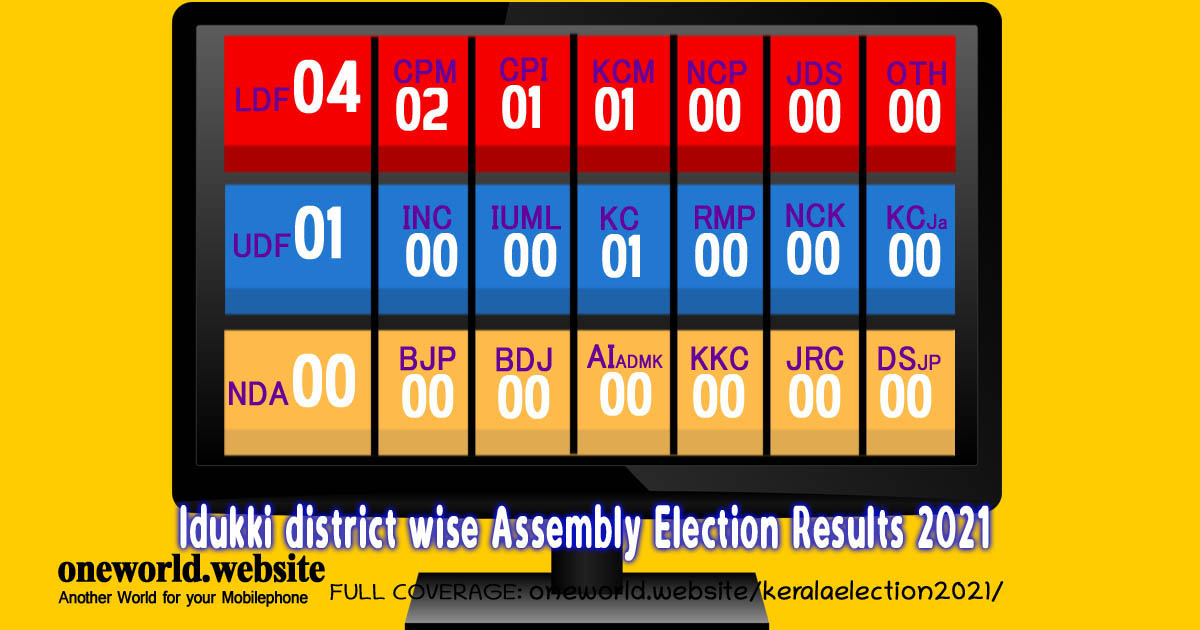 LDF 04 CPM 02 CPI 01 KCM 01 NCP 00 JDS 00 OTH 00
UDF 01 INC 00 IUML 00 KC 01 RMP 00 NCK 00 KCJa 00
NDA 00 BJP 00 BDJ 00 AIADMK 00 KKC 00 JRC 00 DSJP 00
Idukki district wise Assembly Election Results 2021
oneworld.website
Another World for your Mobilephone
FULL COVERAGE: oneworld.website/keralaelection2021/